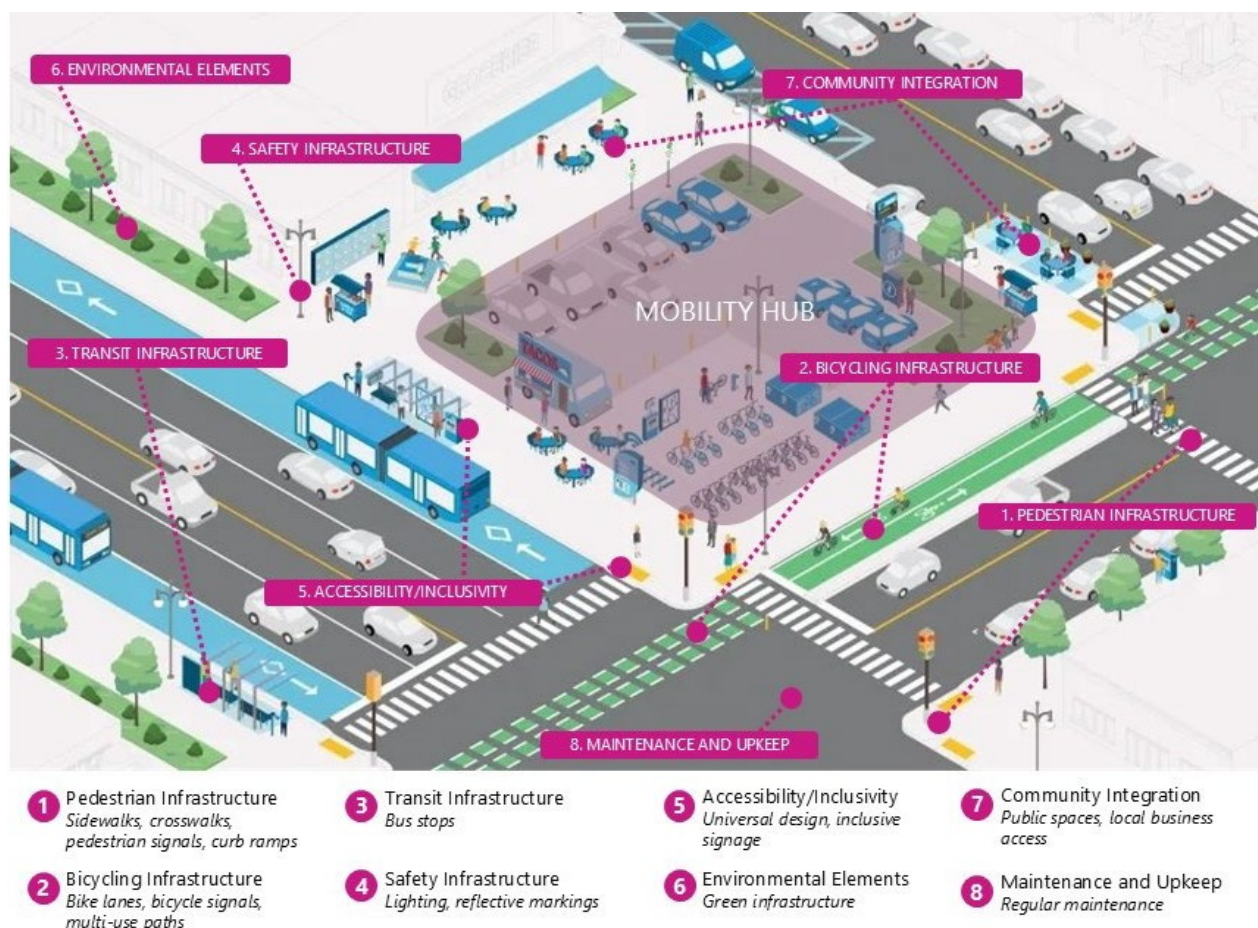 6. ENVIRONMENTAL ELEMENTS
7. COMMUNITY INTEGRATION
4. SAFETY INFRASTRUCTURE
MOBILITY HUB
3. TRANSIT INFRASTRUCTURE
TACOS
2. BICYCLING INFRASTRUCTURE
1. PEDESTRIAN INFRASTRUCTURE
5. ACCESSIBILITY/INCLUSIVITY
8. MAINTENANCE AND UPKEEP
1 Pedestrian Infrastructure
Sidewalks, crosswalks,
pedestrian signals, curb ramps
2 Bicycling Infrastructure
Bike lanes, bicycle signals,
multi-use paths
3 Transit Infrastructure
Bus stops
4 Safety Infrastructure
Lighting, reflective markings
5 Accessibility/Inclusivity
Universal design, inclusive
signage
6 Environmental Elements
Green infrastructure
7 Community Integration
Public spaces, local business
access
8 Maintenance and Upkeep
Regular maintenance